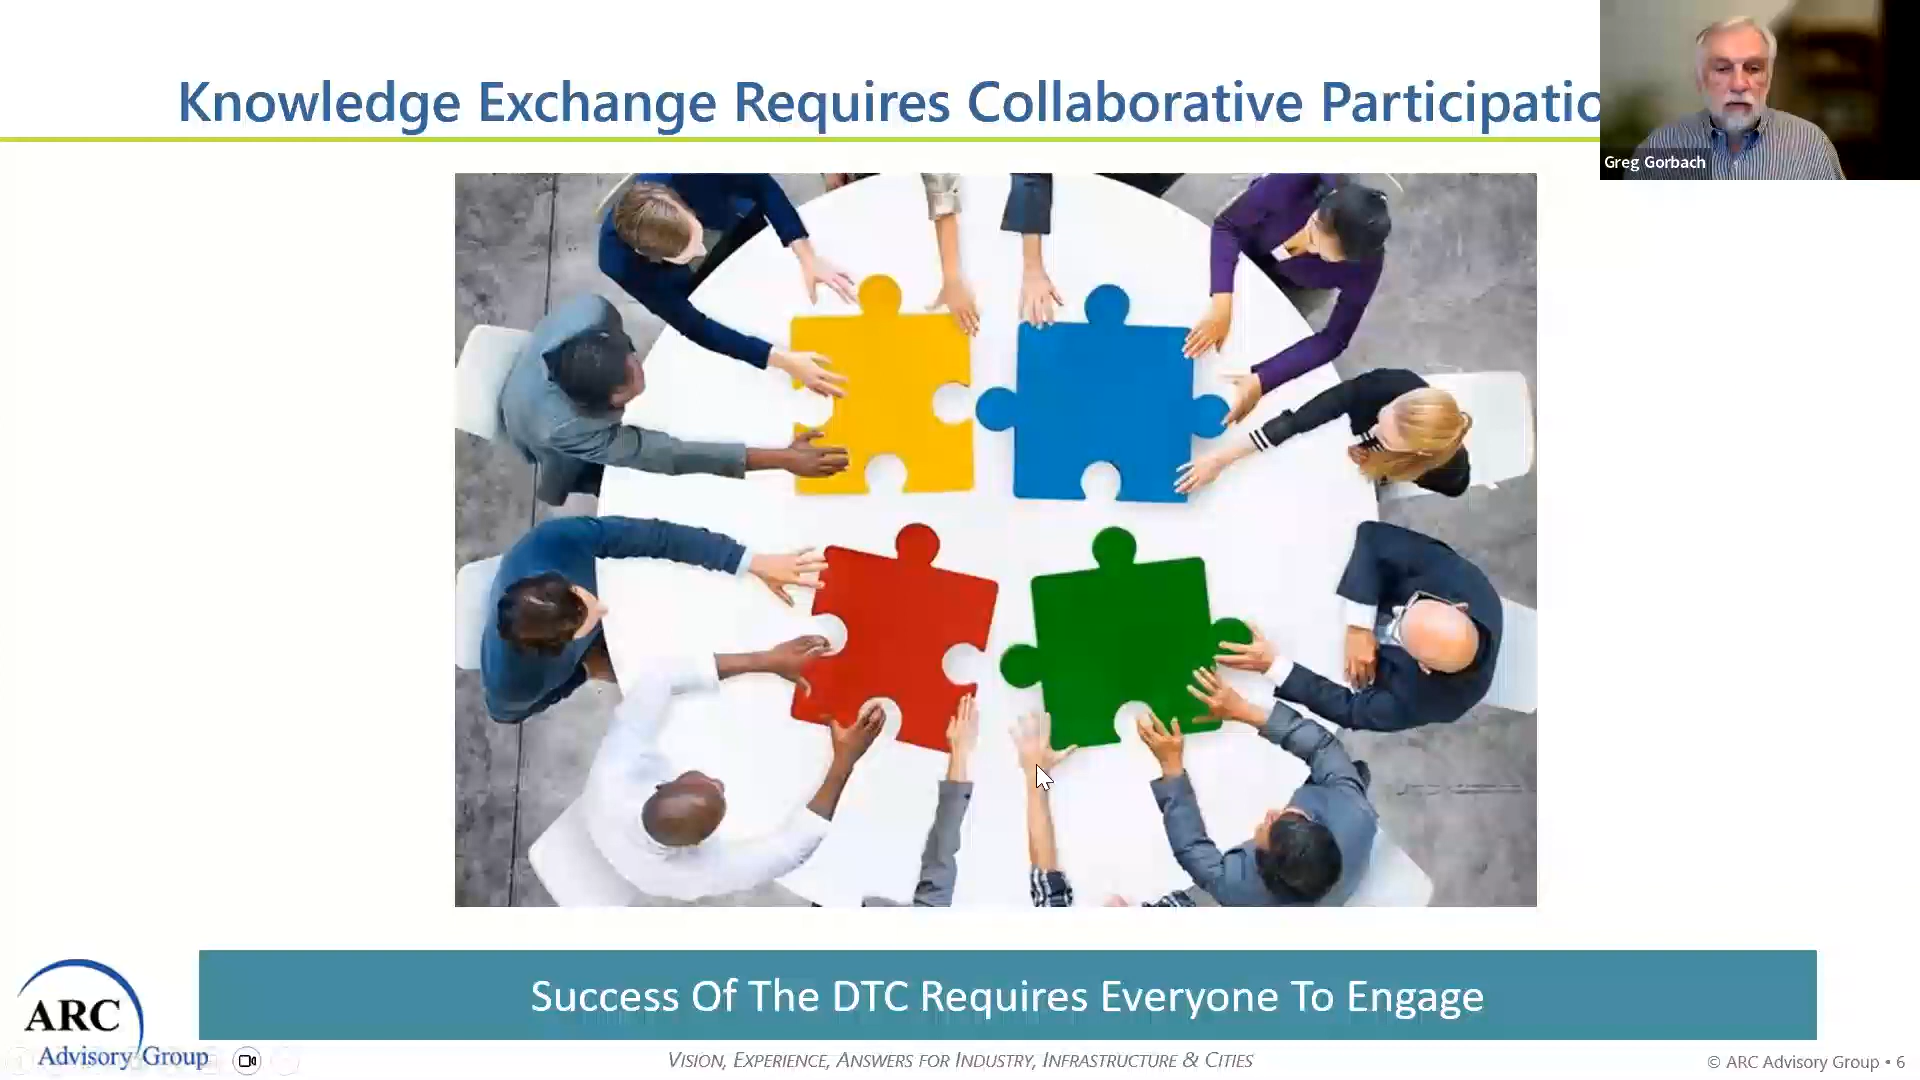 Knowledge Exchange Requires Collaborative Participatio
Greg Gorbach
Success Of The DTC Requires Everyone To Engage
ARC
Advisory Group
VISION, EXPERIENCE, ANSWERS FOR INDUSTRY, INFRASTRUCTURE & CITIES
© ARC Advisory Group • 6